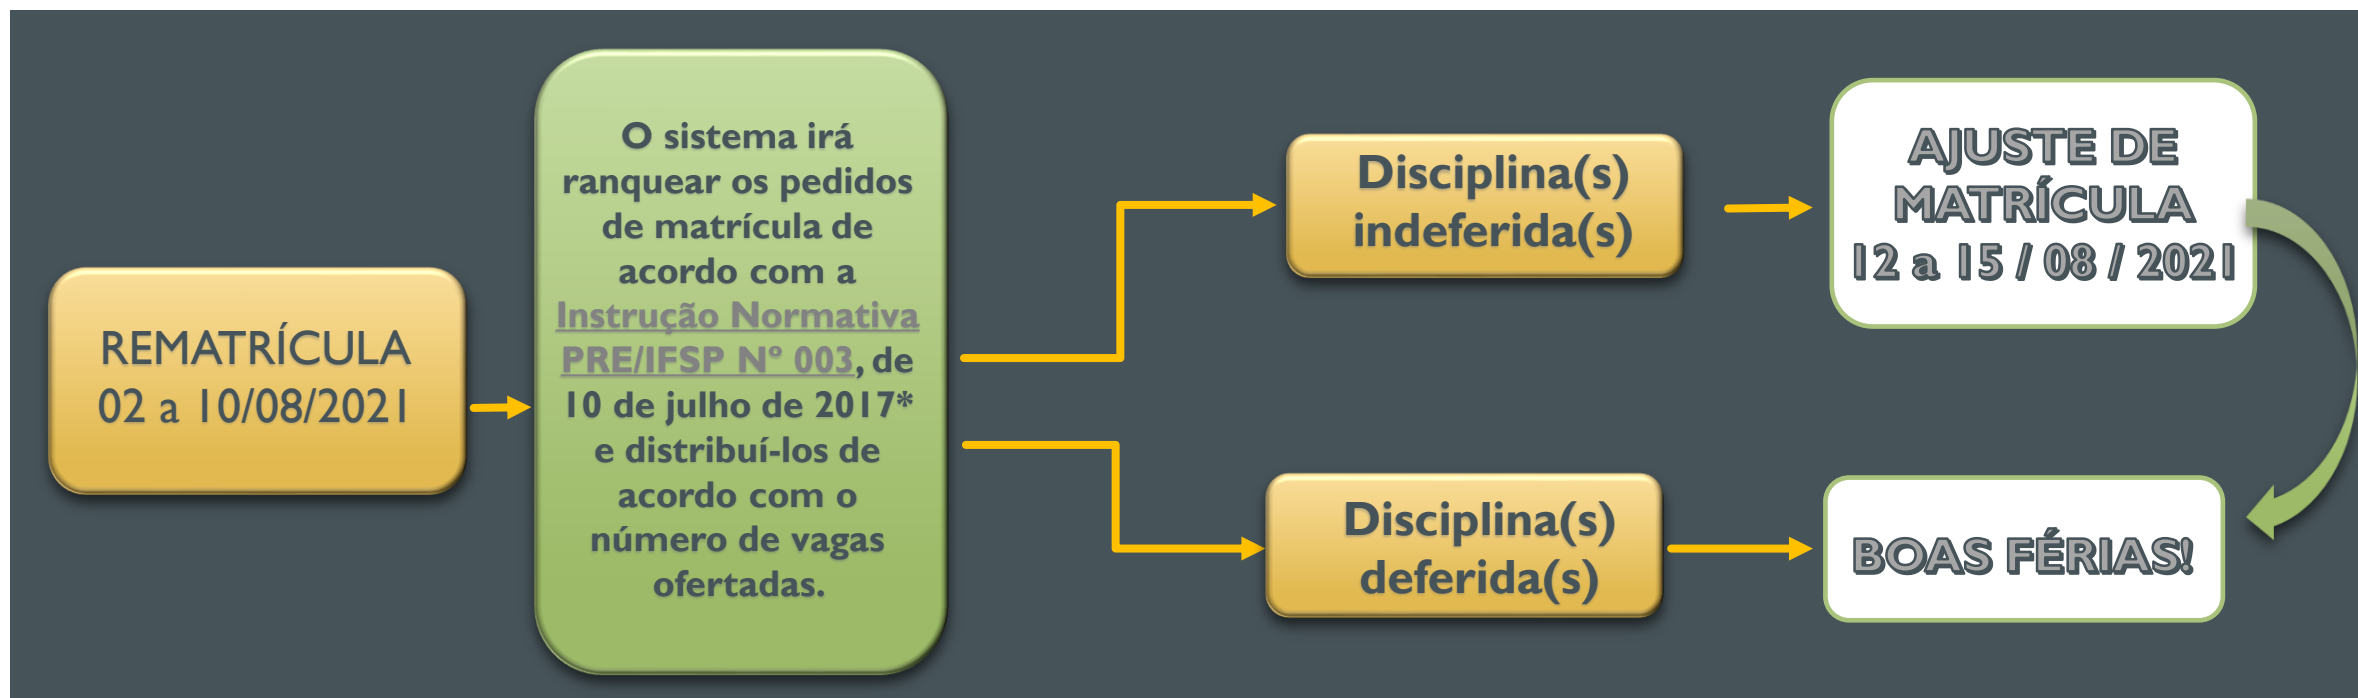 REMATRÍCULA
02 a 10/08/2021
O sistema irá
ranquear os pedidos
de matrícula de
acordo com a
Instrução Normativa
PRE/IFSP Nº 003, de
10 de julho de 2017*
e distribuí-los de
acordo com o
número de vagas
ofertadas.
Disciplina(s)
indeferida(s)
AJUSTE DE
MATRÍCULA
12 a 15 / 08 / 2021
Disciplina(s)
deferida(s)
BOAS FÉRIAS!